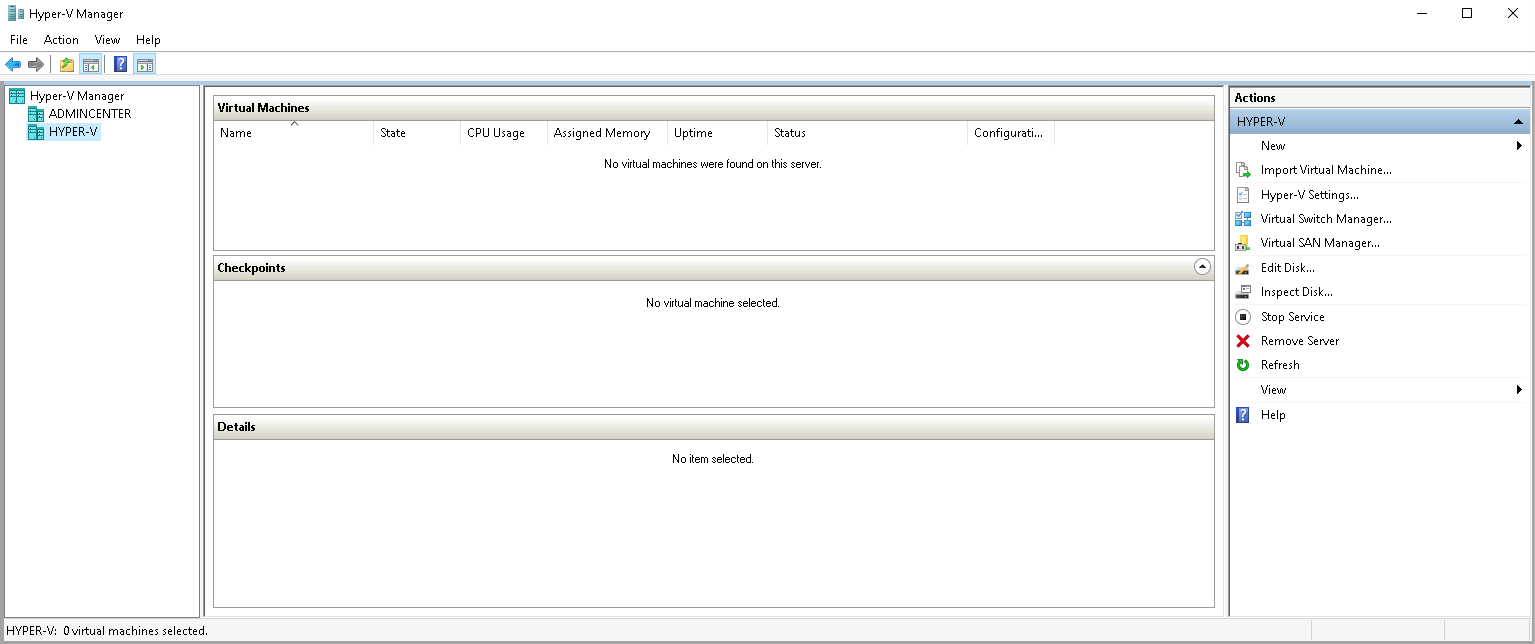 Hyper-V Manager
File Action View Help
Hyper-V Manager
ADMINCENTER
HYPER-V
Virtual Machines
Name State CPU Usage Assigned Memory Uptime Status Configurati...
No virtual machines were found on this server.
Checkpoints
No virtual machine selected.
Details
No item selected.
Actions
HYPER-V
New
Import Virtual Machine...
Hyper-V Settings...
Virtual Switch Manager...
Virtual SAN Manager...
Edit Disk...
Inspect Disk...
Stop Service
Remove Server
Refresh
View
Help
HYPER-V: 0 virtual machines selected.